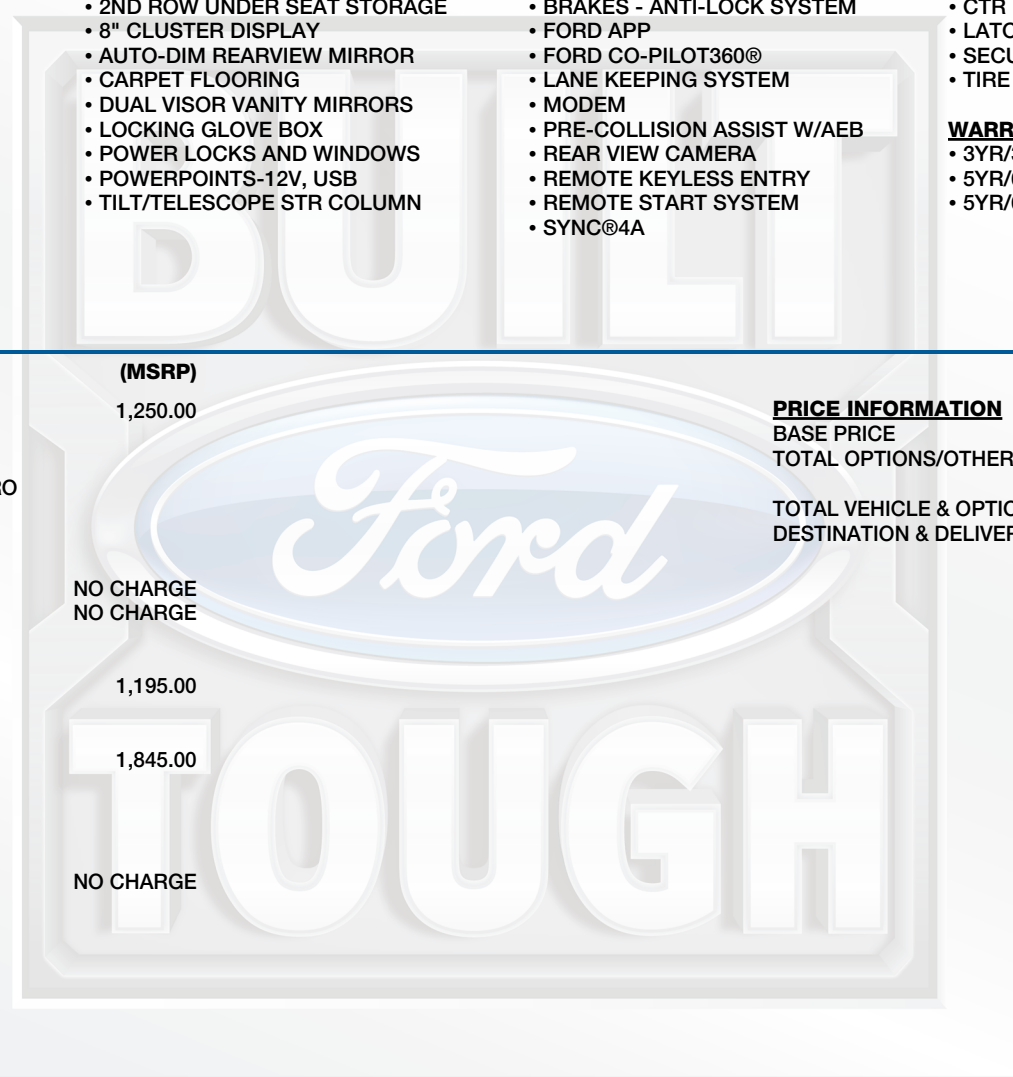 • 2ND ROW UNDER SEAT STORAGE
• 8" CLUSTER DISPLAY
• AUTO-DIM REARVIEW MIRROR
• CARPET FLOORING
• DUAL VISOR VANITY MIRRORS
• LOCKING GLOVE BOX
• POWER LOCKS AND WINDOWS
• POWERPOINTS-12V, USB
• TILT/TELESCOPE STR COLUMN
• BRAKES - ANTI-LOCK SYSTEM
• FORD APP
• FORD CO-PILOT360®
• LANE KEEPING SYSTEM
• MODEM
• PRE-COLLISION ASSIST W/AEB
• REAR VIEW CAMERA
• REMOTE KEYLESS ENTRY
• REMOTE START SYSTEM
• SYNC®4A
• CTR
• LATC
• SECU
• TIRE
WARR
• 3YR/3
• 5YR/6
• 5YR/6
BUILT
Ford
TOUGH
(MSRP)
1,250.00
RO
NO CHARGE
NO CHARGE
1,195.00
1,845.00
NO CHARGE
PRICE INFORMATION
BASE PRICE
TOTAL OPTIONS/OTHER
TOTAL VEHICLE & OPTIO
DESTINATION & DELIVER